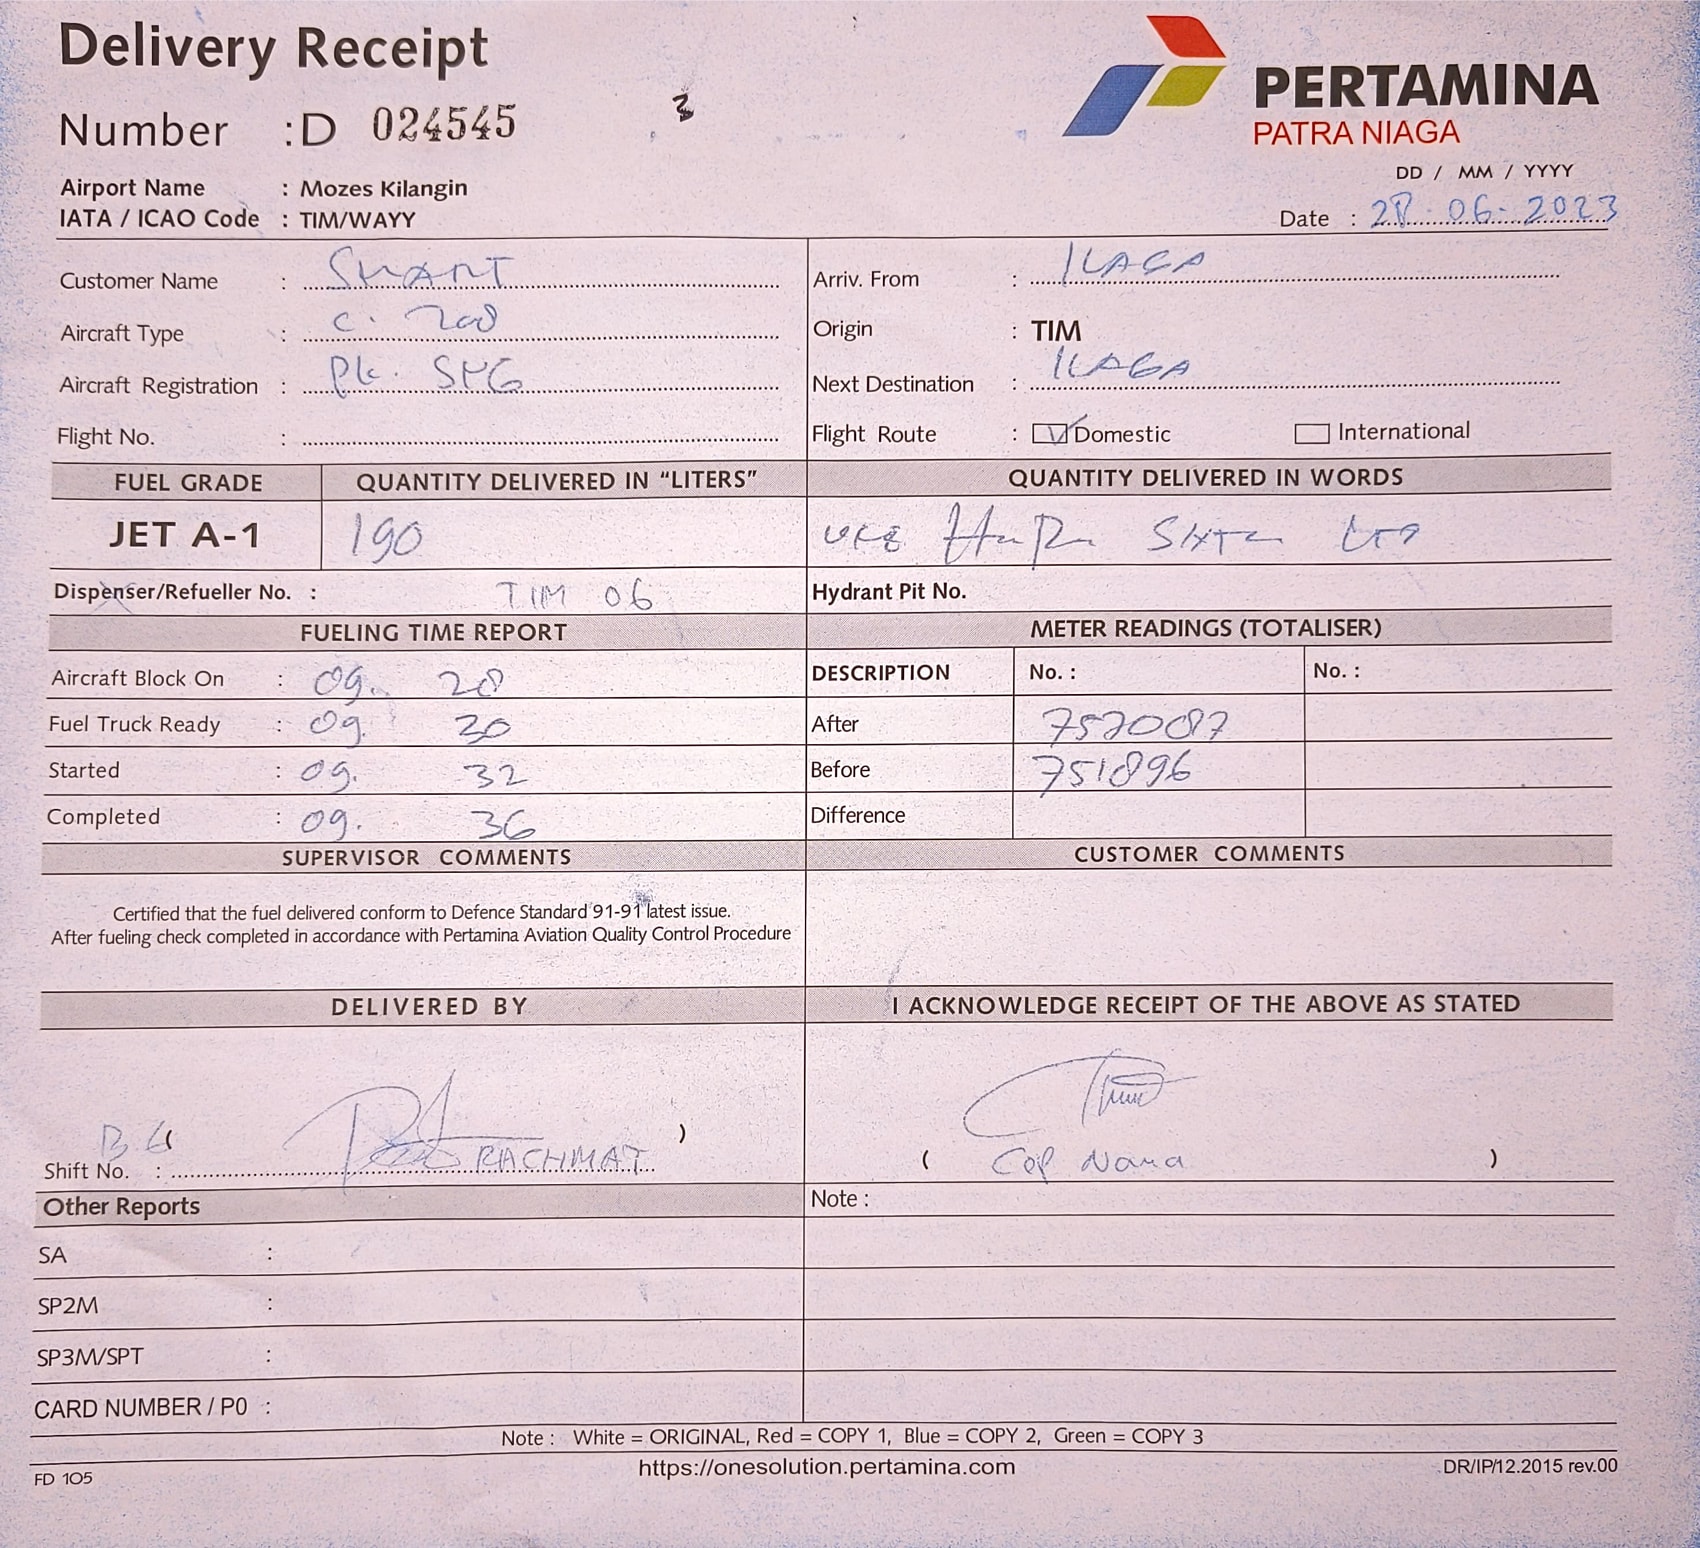 Delivery Receipt
Number : D 024545
PERTAMINA
PATRA NIAGA
Airport Name : Mozes Kilangin
IATA / ICAO Code : TIM/WAYY
DD / MM / YYYY
Date : 28.06.2023
Customer Name : SMART
Aircraft Type : C. 208
Aircraft Registration : Pk.
Flight No. :
Arriv. From : ILAGA
Origin : TIM
Next Destination : ILAGA
Flight Route : Domestic International
FUEL GRADE QUANTITY DELIVERED IN “LITERS” QUANTITY DELIVERED IN WORDS
JET A-1 190
Dispenser/Refueller No. : TIM 06 Hydrant Pit No.
FUELING TIME REPORT METER READINGS (TOTALISER)
Aircraft Block On : 09. 28 DESCRIPTION No. : No. :
Fuel Truck Ready : 09. 30 After
Started : 09. 32 Before 751896
Completed : 09. 36 Difference
SUPERVISOR COMMENTS CUSTOMER COMMENTS
Certified that the fuel delivered conform to Defence Standard 91-91 latest issue.
After fueling check completed in accordance with Pertamina Aviation Quality Control Procedure
DELIVERED BY I ACKNOWLEDGE RECEIPT OF THE ABOVE AS STATED
Shift No. : ( RACHMAT ) ( Nana )
Other Reports Note :
SA :
SP2M :
SP3M/SPT :
CARD NUMBER / P0 :
Note : White = ORIGINAL, Red = COPY 1, Blue = COPY 2, Green = COPY 3
FD 105 https://onesolution.pertamina.com DR/IP/12.2015 rev.00